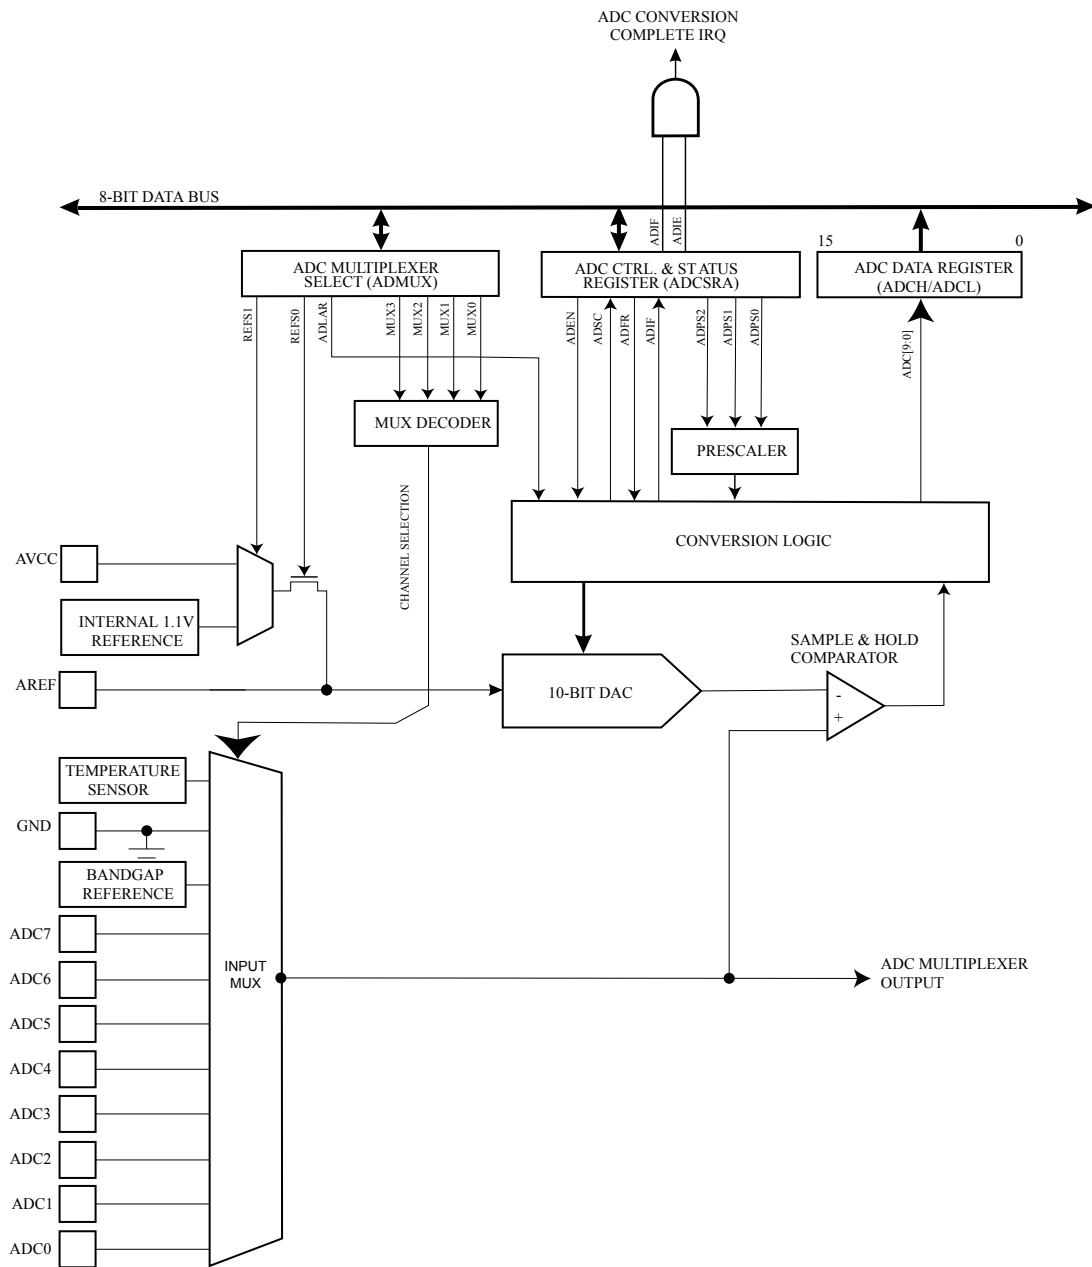 ADC CONVERSION
COMPLETE IRQ
8-BIT DATA BUS
ADIF
ADIE
15
0
ADC MULTIPLEXER
SELECT (ADMUX)
ADC CTRL. & STATUS
REGISTER (ADCSRA)
ADC DATA REGISTER
(ADCH/ADCL)
REFS1
REFS0
ADLAR
MUX3
MUX2
MUX1
MUX0
ADEN
ADSC
ADFR
ADIF
ADPS2
ADPS1
ADPS0
ADC[9:0]
MUX DECODER
PRESCALER
CHANNEL SELECTION
CONVERSION LOGIC
AVCC
INTERNAL 1.1V
REFERENCE
SAMPLE & HOLD
COMPARATOR
AREF
10-BIT DAC
-
+
TEMPERATURE
SENSOR
GND
BANDGAP
REFERENCE
ADC7
ADC6
INPUT
MUX
ADC MULTIPLEXER
OUTPUT
ADC5
ADC4
ADC3
ADC2
ADC1
ADC0